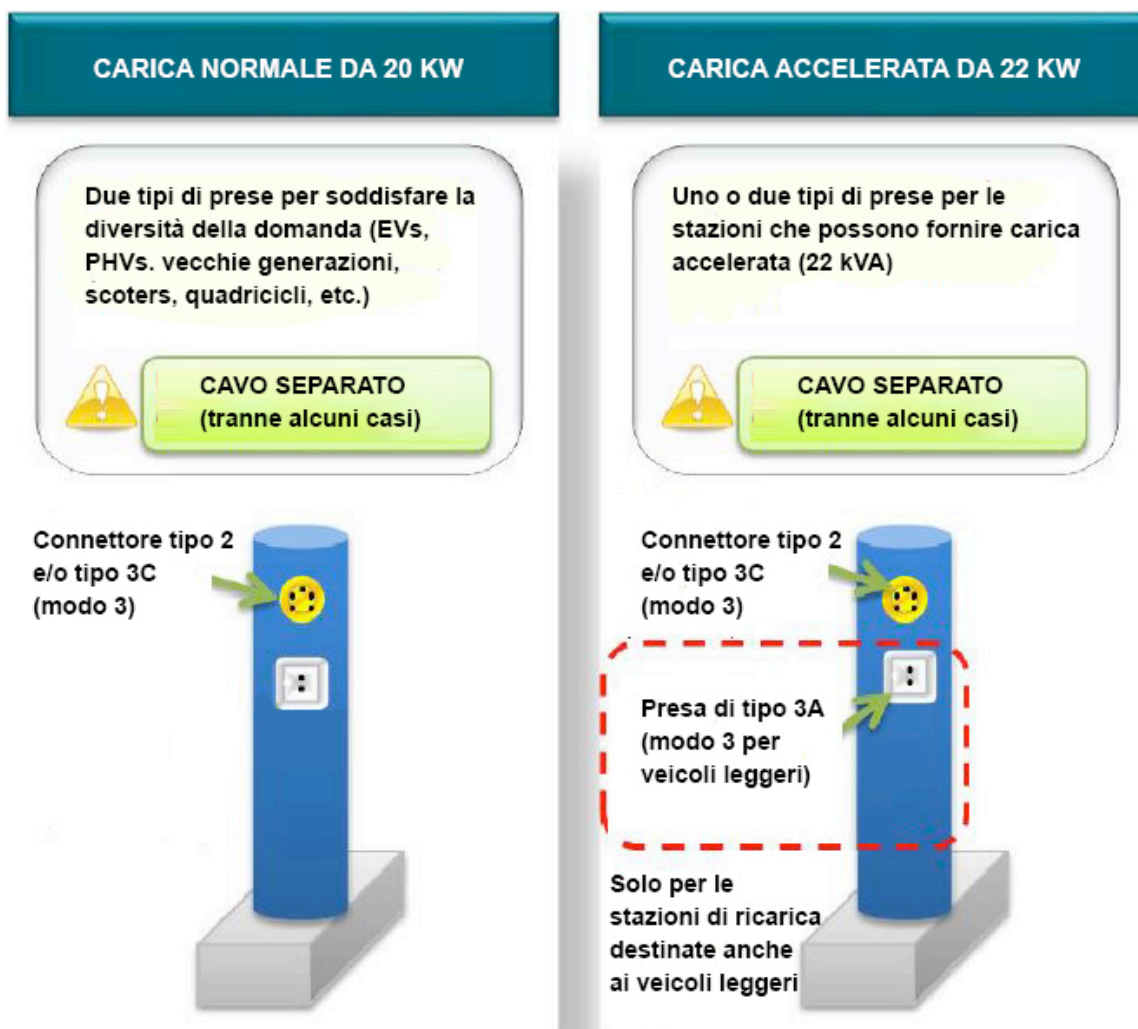 CARICA NORMALE DA 20 KW
Due tipi di prese per soddisfare la
diversità della domanda (EVs,
PHVs. vecchie generazioni,
scoters, quadricicli, etc.)
CAVO SEPARATO
(tranne alcuni casi)
Connettore tipo 2
e/o tipo 3C
(modo 3)
CARICA ACCELERATA DA 22 KW
Uno o due tipi di prese per le
stazioni che possono fornire carica
accelerata (22 kVA)
CAVO SEPARATO
(tranne alcuni casi)
Connettore tipo 2
e/o tipo 3C
(modo 3)
Presa di tipo 3A
(modo 3 per
veicoli leggeri)
Solo per le
stazioni di ricarica
destinate anche
ai veicoli leggeri